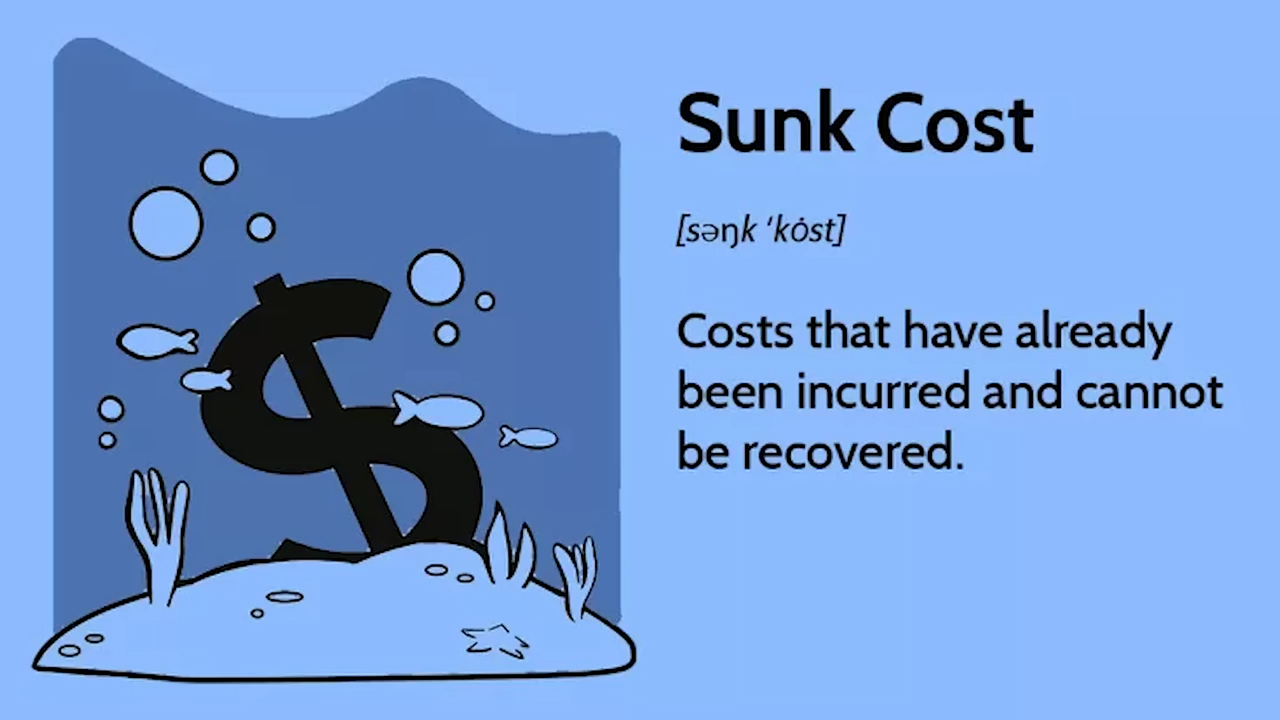 Sunk Cost
[səŋk ˈkȯst]
Costs that have already
been incurred and cannot
be recovered.